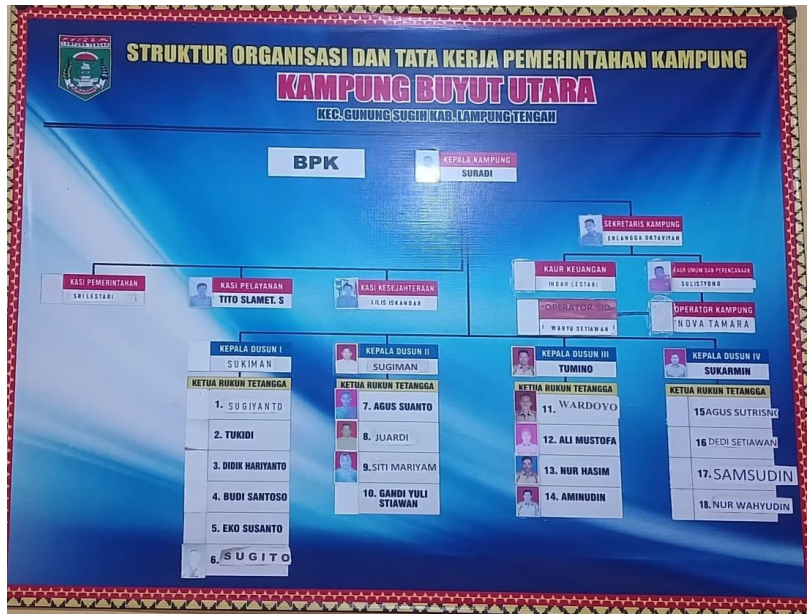 LAMPUNG TENGAH
STRUKTUR ORGANISASI DAN TATA KERJA PEMERINTAHAN KAMPUNG
KAMPUNG BUYUT UTARA
KEC. GUNUNG SUGIH KAB. LAMPUNG TENGAH
BPK
KEPALA KAMPUNG
SURADI
SEKRETARIS KAMPUNG
ERLANGGA OKTAVIYAN
KASI PEMERINTAHAN
SRI LESTARI
KASI PELAYANAN
TITO SLAMET. S
KASI KESEJAHTERAAN
LILIS ISKANDAR
KAUR KEUANGAN
INDAH LESTARI
KAUR UMUM DAN PERENCANAAN
SULISTYONO
OPERATOR SIQ
WAHYU SETIAWAN
OPERATOR KAMPUNG
NOVA TAMARA
KEPALA DUSUN I
SUKIMAN
KETUA RUKUN TETANGGA
1. SUGIYANTO
2. TUKIDI
3. DIDIK HARIYANTO
4. BUDI SANTOSO
5. EKO SUSANTO
6. SUGITO
KEPALA DUSUN II
SUGIMAN
KETUA RUKUN TETANGGA
7. AGUS SUANTO
8. JUARDI
9. SITI MARIYAM
10. GANDI YULI
STIAWAN
KEPALA DUSUN III
TUMINO
KETUA RUKUN TETANGGA
11. WARDOYO
12. ALI MUSTOFA
13. NUR HASIM
14. AMINUDIN
KEPALA DUSUN IV
SUKARMIN
KETUA RUKUN TETANGGA
15 AGUS SUTRISNO
16 DEDI SETIAWAN
17. SAMSUDIN
18. NUR WAHYUDIN